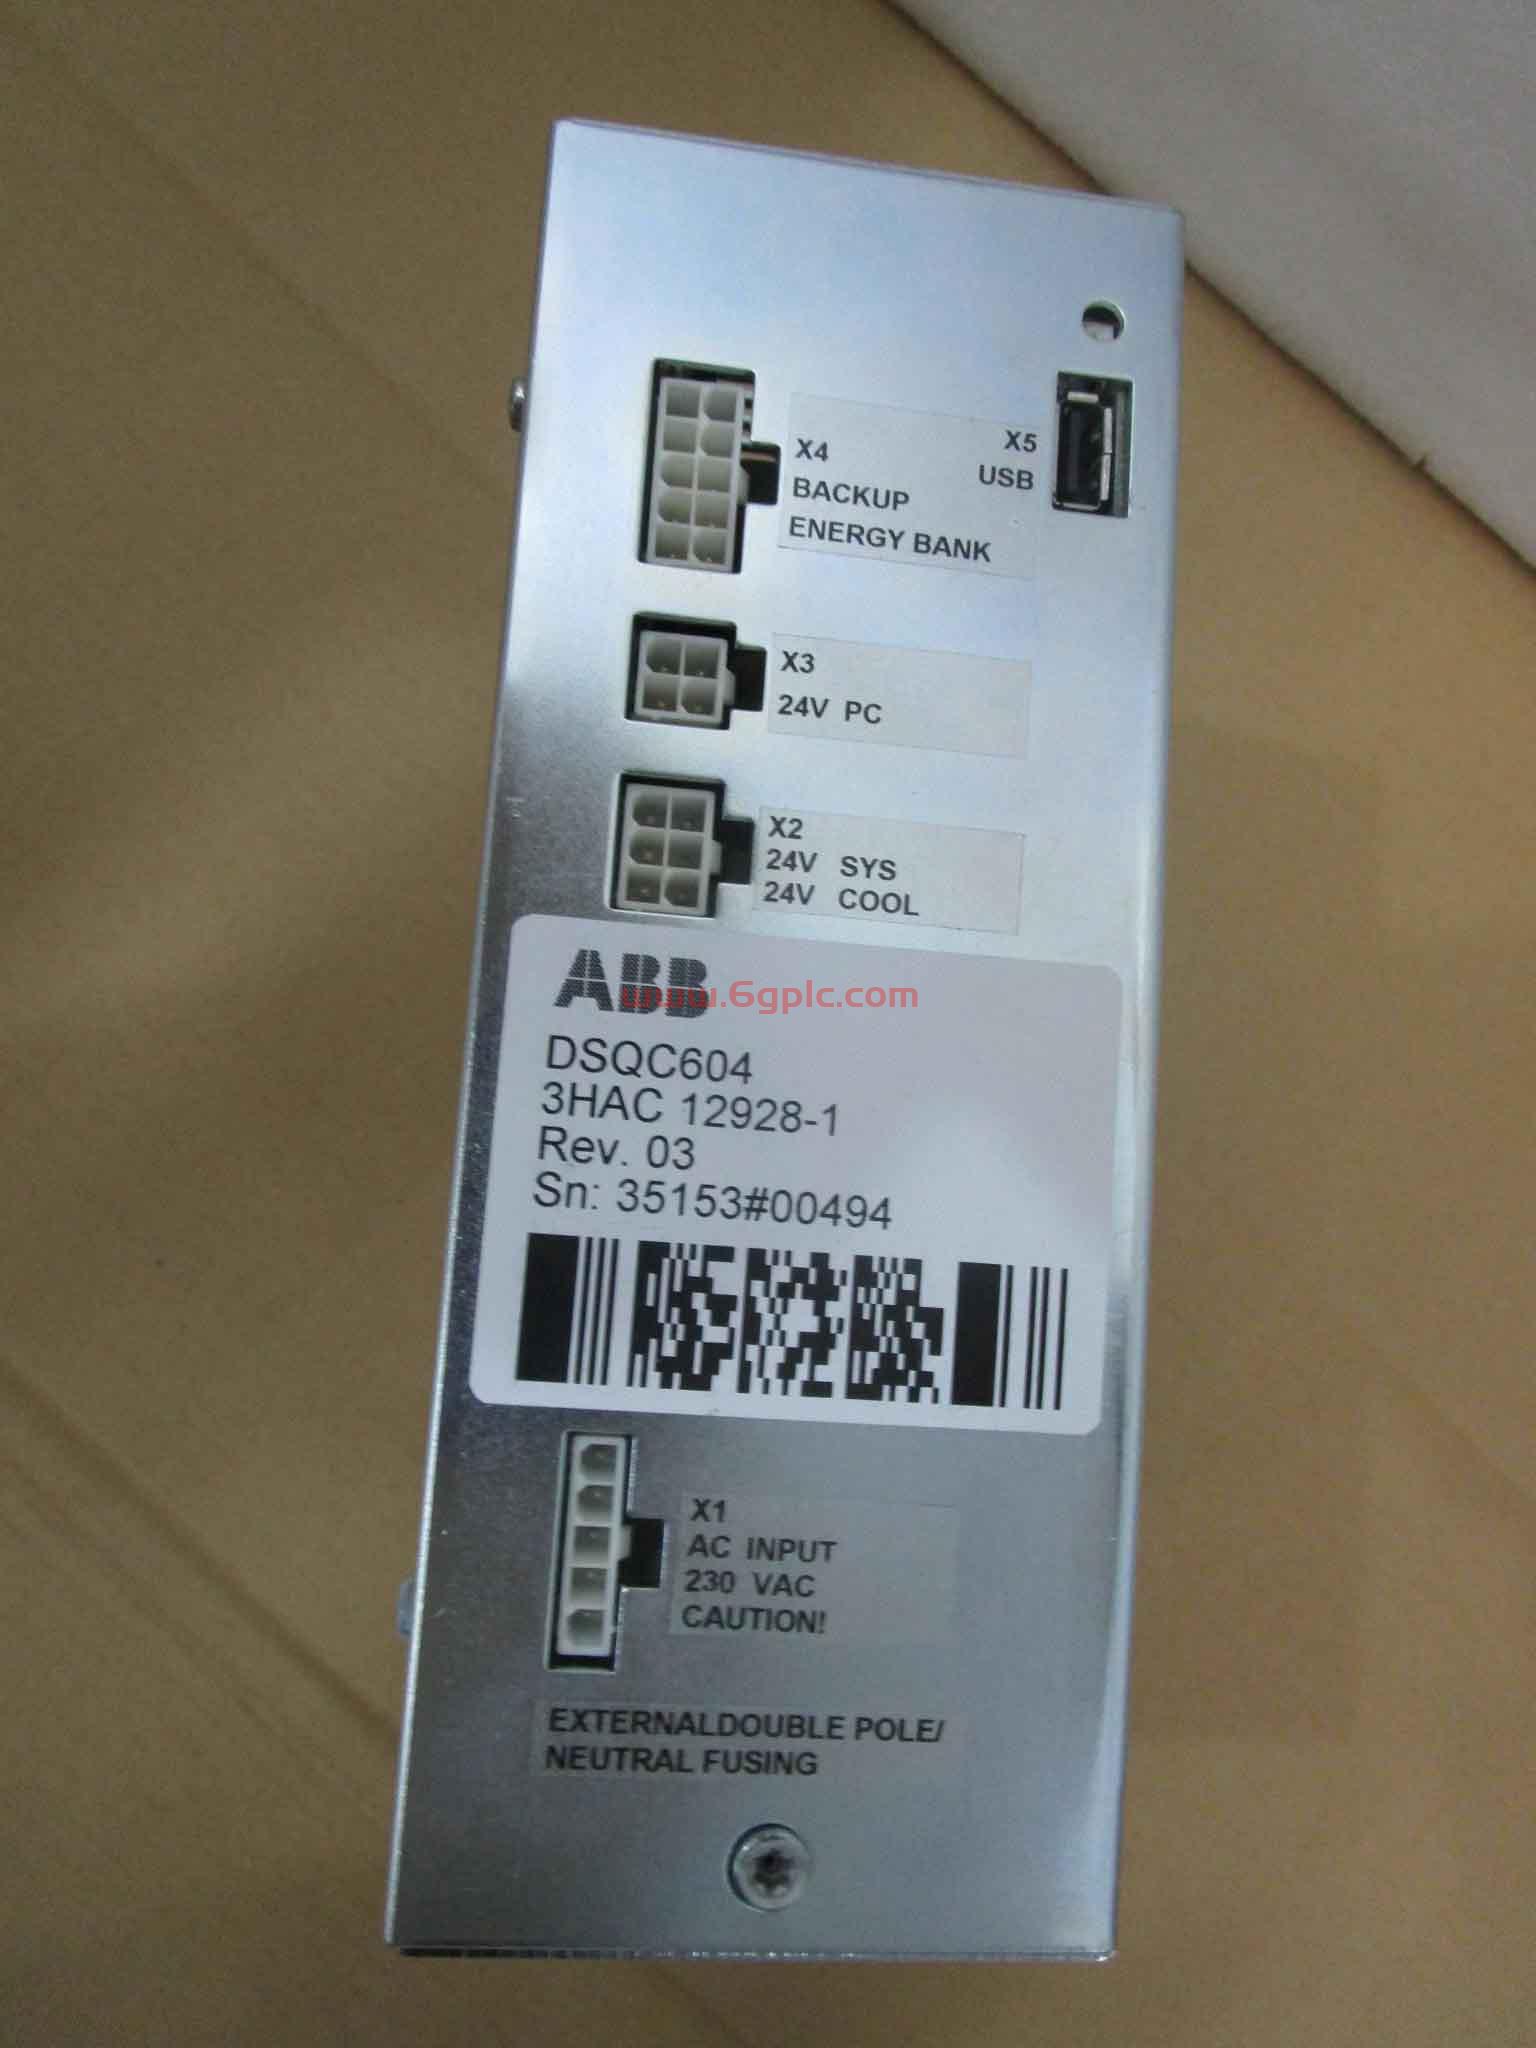 X4
BACKUP
ENERGY BANK
X5
USB
X3
24V PC
X2
24V SYS
24V COOL
ABB
www.6gplc.com
DSQC604
3HAC 12928-1
Rev. 03
Sn: 35153#00494
X1
AC INPUT
230 VAC
CAUTION!
EXTERNALDOUBLE POLE/
NEUTRAL FUSING